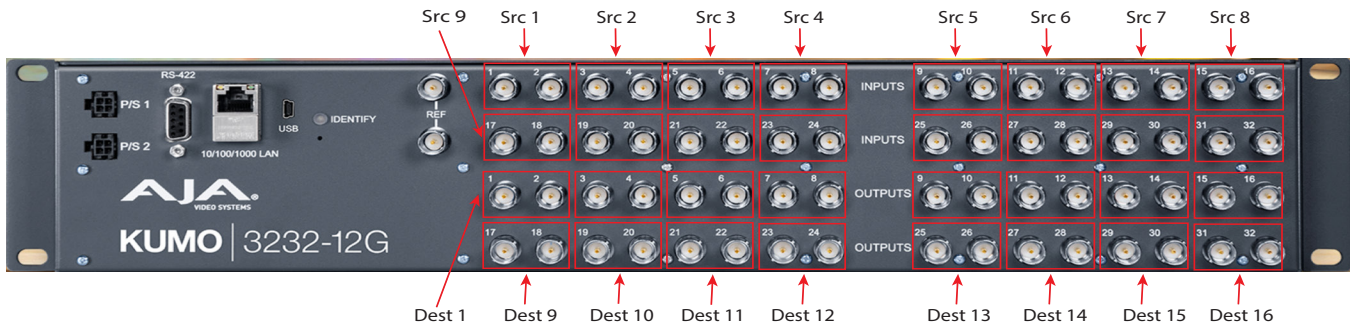 Src 9 Src 1 Src 2 Src 3 Src 4 Src 5 Src 6 Src 7 Src 8
RS-422
1 2 3 4 5 6 7 8 INPUTS 9 10 11 12 13 14 15 16
P/S 1
REF
USB
IDENTIFY
17 18 19 20 21 22 23 24 INPUTS 25 26 27 28 29 30 31 32
P/S 2
10/100/1000 LAN
1 2 3 4 5 6 7 8 OUTPUTS 9 10 11 12 13 14 15 16
AJA
VIDEO SYSTEMS
KUMO 3232-12G
17 18 19 20 21 22 23 24 OUTPUTS 25 26 27 28 29 30 31 32
Dest 1 Dest 9 Dest 10 Dest 11 Dest 12 Dest 13 Dest 14 Dest 15 Dest 16